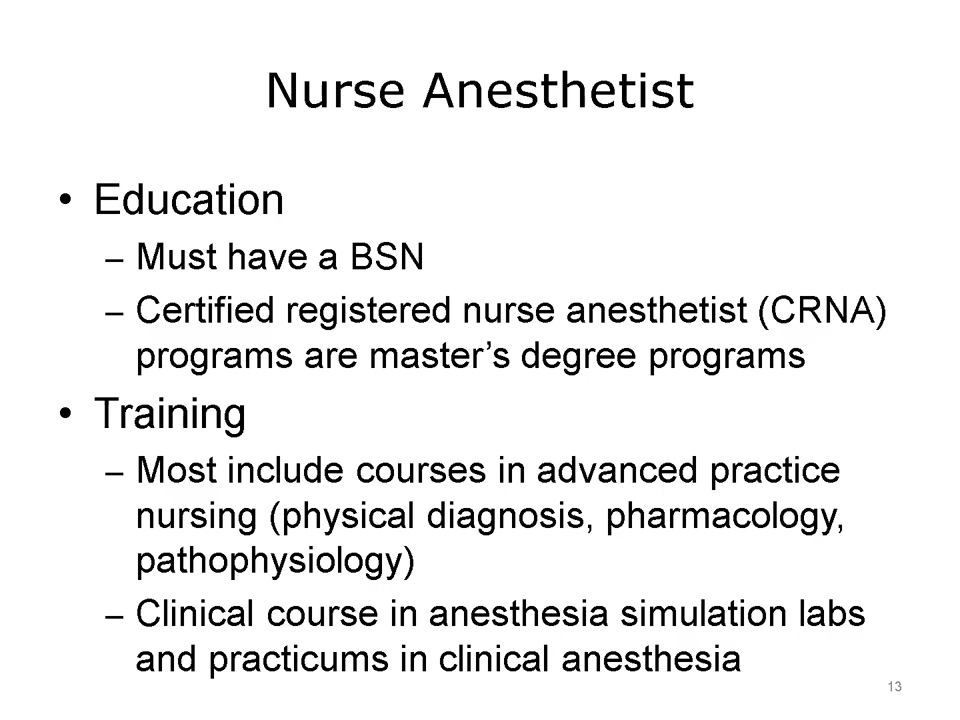 Nurse Anesthetist
• Education
– Must have a BSN
– Certified registered nurse anesthetist (CRNA)
programs are master’s degree programs
• Training
– Most include courses in advanced practice
nursing (physical diagnosis, pharmacology,
pathophysiology)
– Clinical course in anesthesia simulation labs
and practicums in clinical anesthesia
13